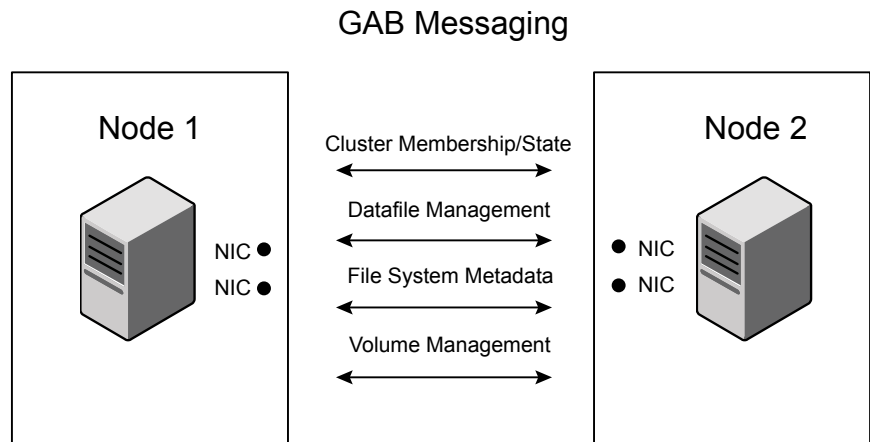 GAB Messaging
Node 1
Node 2
Cluster Membership/State
Datafile Management
NIC
NIC
File System Metadata
NIC
NIC
Volume Management